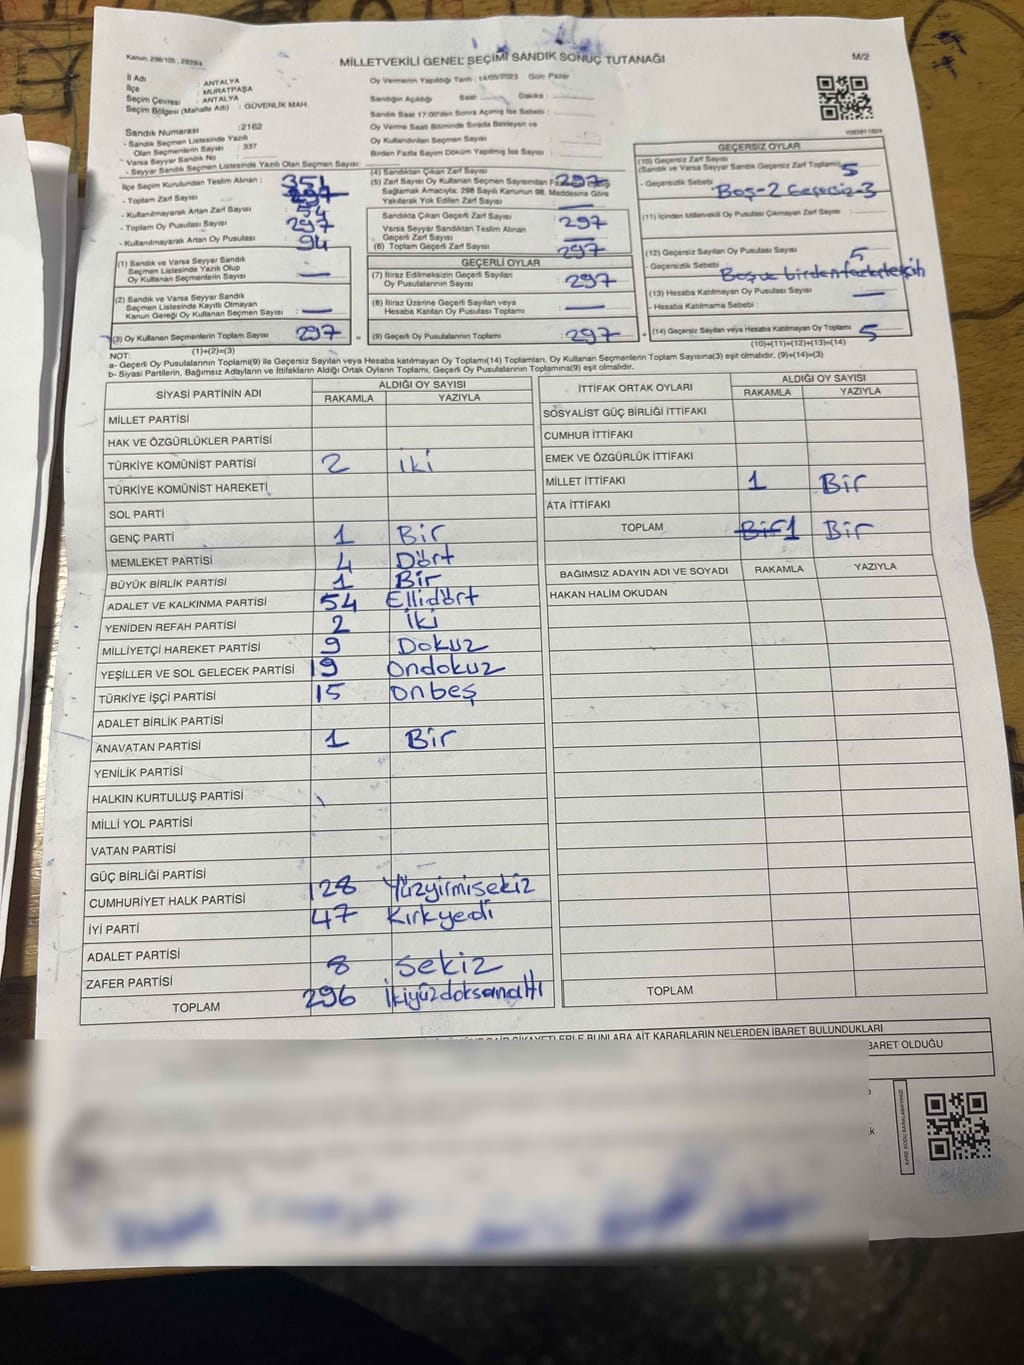 Kanun, 298/105, 2839/4
MİLLETVEKİLİ GENEL SEÇİMİ SANDIK SONUÇ TUTANAĞI
M/2
İl Adı : ANTALYA
İlçe : MURATPAŞA
Seçim Çevresi : ANTALYA
Seçim Bölgesi (Mahalle Adı) : GÜVENLİK MAH.
Sandık Numarası :2162
- Sandık Seçmen Listesinde Yazılı
Olan Seçmenlerin Sayısı : 337
- Varsa Seyyar Sandık No :
- Seyyar Sandık Seçmen Listesinde Yazılı Olan Seçmen Sayısı:
İlçe Seçim Kurulundan Teslim Alınan ; 351
- Toplam Zarf Sayısı : 297
- Kullanılmayarak Artan Zarf Sayısı : 54
- Toplam Oy Pusulası Sayısı : 297
- Kullanılmayarak Artan Oy Pusulası : 94
(1) Sandık ve Varsa Seyyar Sandık
Seçmen Listesinde Yazılı Olup
Oy Kullanan Seçmenlerin Sayısı : —
(2) Sandık ve Varsa Seyyar Sandık
Seçmen Listesinde Kayıtlı Olmayan
Kanun Gereği Oy Kullanan Seçmen Sayısı : —
(3) Oy Kullanan Seçmenlerin Toplam Sayısı : 297
(1)+(2)=(3)
Oy Vermenin Yapıldığı Tarih : 14/05/2023 Gün: Pazar
Sandığın Açıldığı Saat : Dakika :
Sandık Saat 17:00'den Sonra Açılmış İse Sebebi :
Oy Verme Saati Bitiminde Sırada Bekleyen ve
Oy Kullandırılan Seçmen Sayısı :
Birden Fazla Sayım Döküm Yapılmış İse Sayısı :
(4) Sandıktan Çıkan Zarf Sayısı : 297
(5) Zarf Sayısı Oy Kullanan Seçmen Sayısından
Sağlamak Amacıyla; 298 Sayılı Kanunun 98. Maddesine Göre
Yakılarak Yok Edilen Zarf Sayısı :
Sandıkta Çıkan Geçerli Zarf Sayısı : 297
Varsa Seyyar Sandıktan Teslim Alınan
Geçerli Zarf Sayısı : —
(6) Toplam Geçerli Zarf Sayısı : 297
GEÇERLİ OYLAR
(7) İtiraz Edilmeksizin Geçerli Sayılan
Oy Pusulalarının Sayısı : 297
(8) İtiraz Üzerine Geçerli Sayılan veya
Hesaba Katılan Oy Pusulası Toplamı : —
(9) Geçerli Oy Pusulalarının Toplamı : 297
GEÇERSİZ OYLAR
(10) Geçersiz Zarf Sayısı
(Sandık ve Varsa Seyyar Sandık Geçersiz Zarf Toplamı) 5
- Geçersizlik Sebebi : Boş-2 Geçersiz-3
(11) İçinden Milletvekili Oy Pusulası Çıkmayan Zarf Sayısı :
(12) Geçersiz Sayılan Oy Pusulası Sayısı : 5
- Geçersizlik Sebebi : Boş ve birden fazla tercih
(13) Hesaba Katılmayan Oy Pusulası Sayısı : —
- Hesaba Katılmama Sebebi :
(14) Geçersiz Sayılan veya Hesaba Katılmayan Oy Toplamı : 5
(10)+(11)+(12)+(13)=(14)
NOT:
a- Geçerli Oy Pusulalarının Toplamı(9) ile Geçersiz Sayılan veya Hesaba katılmayan Oy Toplamı(14) Toplamları, Oy Kullanan Seçmenlerin Toplam Sayısına(3) eşit olmalıdır. (9)+(14)=(3)
b- Siyasi Partilerin, Bağımsız Adayların ve İttifakların Aldığı Ortak Oyların Toplamı, Geçerli Oy Pusulalarının Toplamına(9) eşit olmalıdır.
SİYASİ PARTİNİN ADI
ALDIĞI OY SAYISI
RAKAMLA YAZIYLA
MİLLET PARTİSİ
HAK VE ÖZGÜRLÜKLER PARTİSİ
TÜRKİYE KOMÜNİST PARTİSİ 2 iki
TÜRKİYE KOMÜNİST HAREKETİ
SOL PARTİ
GENÇ PARTİ 1 Bir
MEMLEKET PARTİSİ 4 Dört
BÜYÜK BİRLİK PARTİSİ 1 Bir
ADALET VE KALKINMA PARTİSİ 54 Ellidört
YENİDEN REFAH PARTİSİ 2 iki
MİLLİYETÇİ HAREKET PARTİSİ 9 Dokuz
YEŞİLLER VE SOL GELECEK PARTİSİ 19 Ondokuz
TÜRKİYE İŞÇİ PARTİSİ 15 Onbeş
ADALET BİRLİK PARTİSİ
ANAVATAN PARTİSİ 1 Bir
YENİLİK PARTİSİ
HALKIN KURTULUŞ PARTİSİ
MİLLİ YOL PARTİSİ
VATAN PARTİSİ
GÜÇ BİRLİĞİ PARTİSİ
CUMHURİYET HALK PARTİSİ 128 Yüzyirmisekiz
İYİ PARTİ 47 Kırkyedi
ADALET PARTİSİ
ZAFER PARTİSİ 8 Sekiz
TOPLAM 296 İkiyüzdoksanaltı
İTTİFAK ORTAK OYLARI
ALDIĞI OY SAYISI
RAKAMLA YAZIYLA
SOSYALİST GÜÇ BİRLİĞİ İTTİFAKI
CUMHUR İTTİFAKI
EMEK VE ÖZGÜRLÜK İTTİFAKI
MİLLET İTTİFAKI 1 Bir
ATA İTTİFAKI
TOPLAM Bir 1 Bir
BAĞIMSIZ ADAYIN ADI VE SOYADI RAKAMLA YAZIYLA
HAKAN HALİM OKUDAN
TOPLAM
BUNLARA AİT KARARLARIN NELERDEN İBARET BULUNDUKLARI
İBARET OLDUĞU